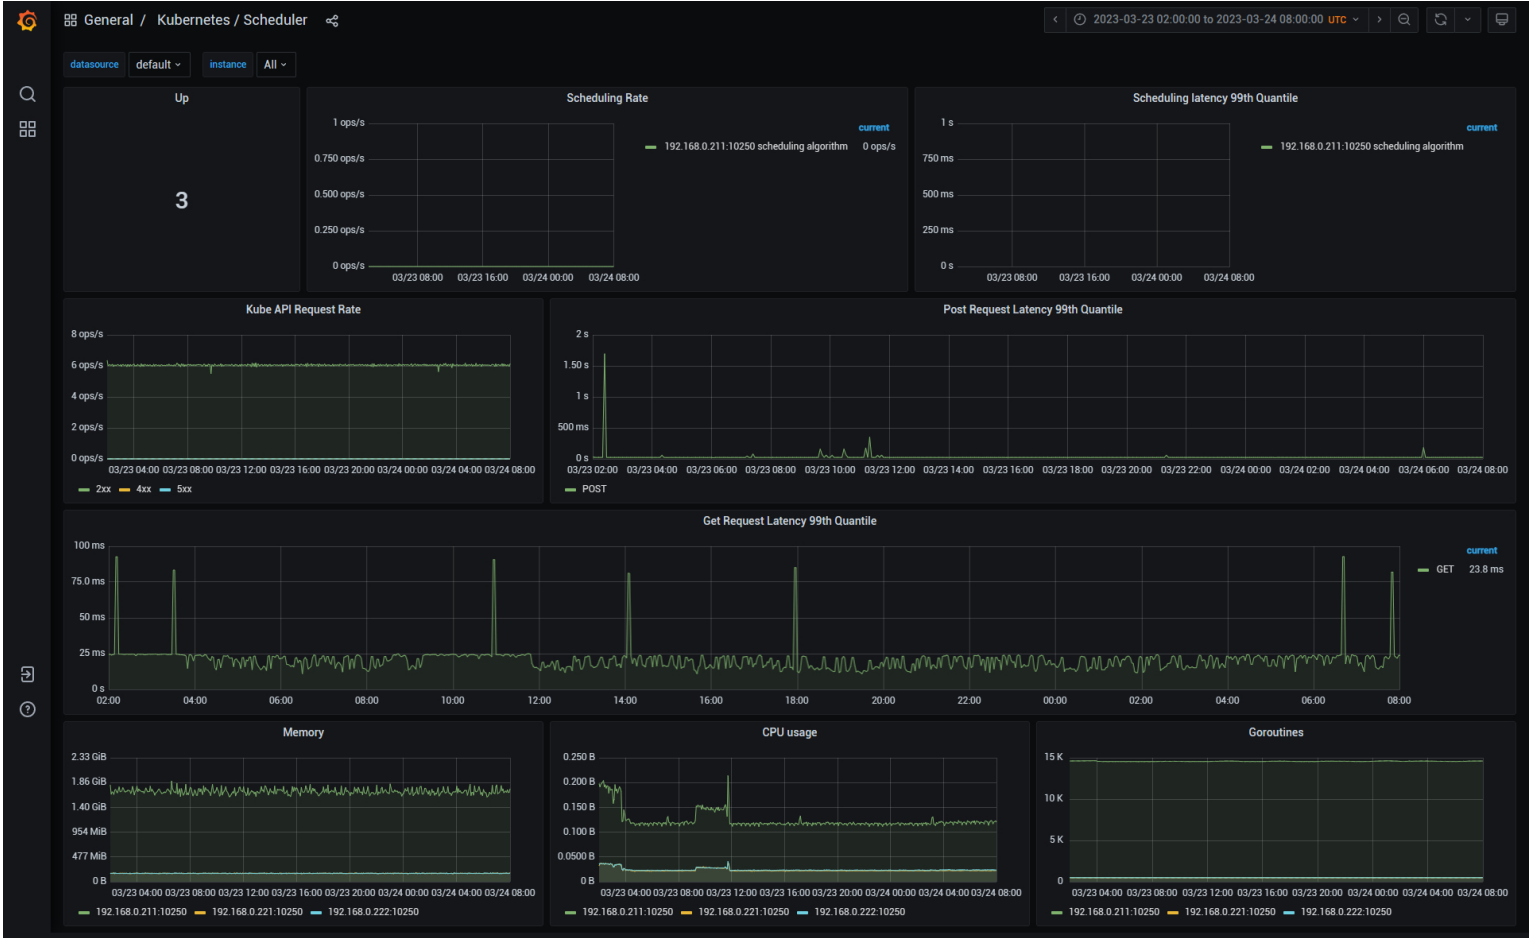 General / Kubernetes / Scheduler
2023-03-23 02:00:00 to 2023-03-24 08:00:00 UTC
datasource default instance All
Up
3
Scheduling Rate
1 ops/s
0.750 ops/s
0.500 ops/s
0.250 ops/s
0 ops/s
03/23 08:00 03/23 16:00 03/24 00:00 03/24 08:00
current
192.168.0.211:10250 scheduling algorithm 0 ops/s
Scheduling latency 99th Quantile
1 s
750 ms
500 ms
250 ms
0 s
03/23 08:00 03/23 16:00 03/24 00:00 03/24 08:00
current
192.168.0.211:10250 scheduling algorithm
Kube API Request Rate
8 ops/s
6 ops/s
4 ops/s
2 ops/s
0 ops/s
03/23 04:00 03/23 08:00 03/23 12:00 03/23 16:00 03/23 20:00 03/24 00:00 03/24 04:00 03/24 08:00
2xx 4xx 5xx
Post Request Latency 99th Quantile
2 s
1.50 s
1 s
500 ms
0 s
03/23 02:00 03/23 04:00 03/23 06:00 03/23 08:00 03/23 10:00 03/23 12:00 03/23 14:00 03/23 16:00 03/23 18:00 03/23 20:00 03/23 22:00 03/24 00:00 03/24 02:00 03/24 04:00 03/24 06:00 03/24 08:00
POST
Get Request Latency 99th Quantile
100 ms
75.0 ms
50 ms
25 ms
0 s
02:00 04:00 06:00 08:00 10:00 12:00 14:00 16:00 18:00 20:00 22:00 00:00 02:00 04:00 06:00 08:00
current
GET 23.8 ms
Memory
2.33 GiB
1.86 GiB
1.40 GiB
954 MiB
477 MiB
0 B
03/23 04:00 03/23 08:00 03/23 12:00 03/23 16:00 03/23 20:00 03/24 00:00 03/24 04:00 03/24 08:00
192.168.0.211:10250 192.168.0.221:10250 192.168.0.222:10250
CPU usage
0.250 B
0.200 B
0.150 B
0.100 B
0.0500 B
0 B
03/23 04:00 03/23 08:00 03/23 12:00 03/23 16:00 03/23 20:00 03/24 00:00 03/24 04:00 03/24 08:00
192.168.0.211:10250 192.168.0.221:10250 192.168.0.222:10250
Goroutines
15 K
10 K
5 K
0
03/23 04:00 03/23 08:00 03/23 12:00 03/23 16:00 03/23 20:00 03/24 00:00 03/24 04:00 03/24 08:00
192.168.0.211:10250 192.168.0.221:10250 192.168.0.222:10250